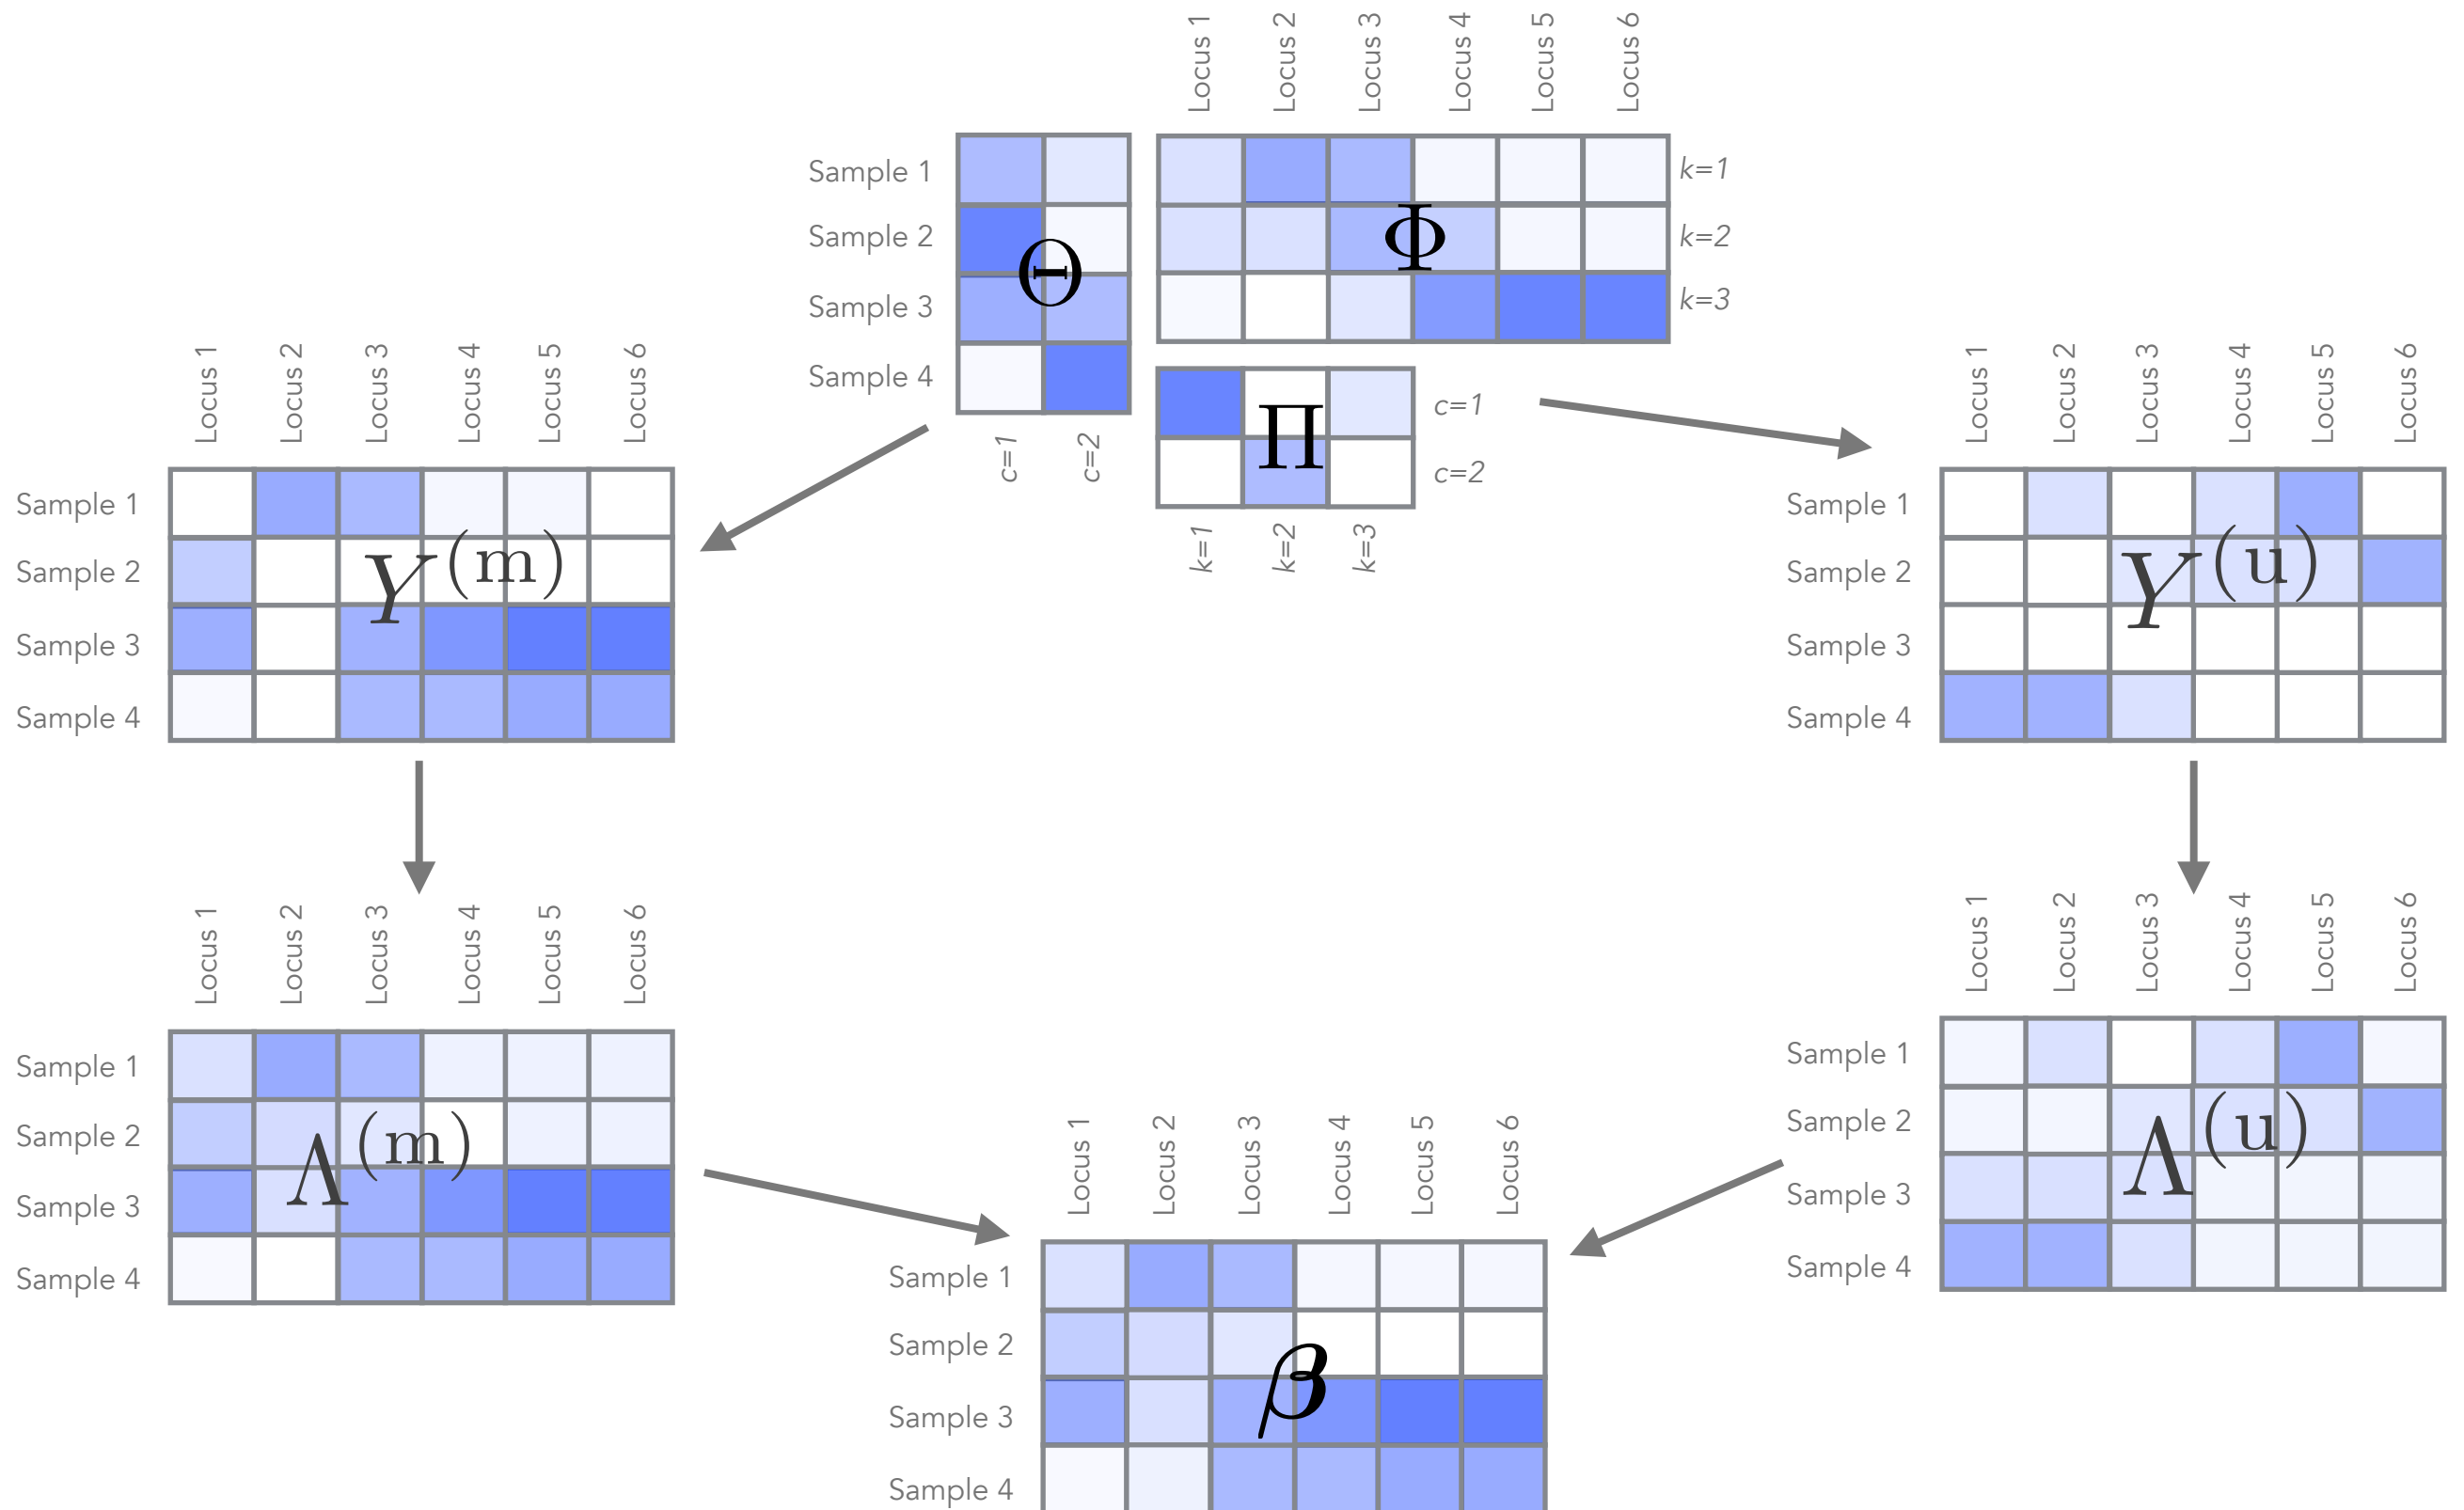 Locus 1 Locus 2 Locus 3 Locus 4 Locus 5 Locus 6
Sample 1
Sample 2
Sample 3
Sample 4
Θ
c=1 c=2
Φ
k=1
k=2
k=3
Π
c=1
c=2
k=1 k=2 k=3
Locus 1 Locus 2 Locus 3 Locus 4 Locus 5 Locus 6
Sample 1
Sample 2
Sample 3
Sample 4
Y(m)
Locus 1 Locus 2 Locus 3 Locus 4 Locus 5 Locus 6
Sample 1
Sample 2
Sample 3
Sample 4
Y(u)
Locus 1 Locus 2 Locus 3 Locus 4 Locus 5 Locus 6
Sample 1
Sample 2
Sample 3
Sample 4
Λ(m)
Locus 1 Locus 2 Locus 3 Locus 4 Locus 5 Locus 6
Sample 1
Sample 2
Sample 3
Sample 4
Λ(u)
Locus 1 Locus 2 Locus 3 Locus 4 Locus 5 Locus 6
Sample 1
Sample 2
Sample 3
Sample 4
β